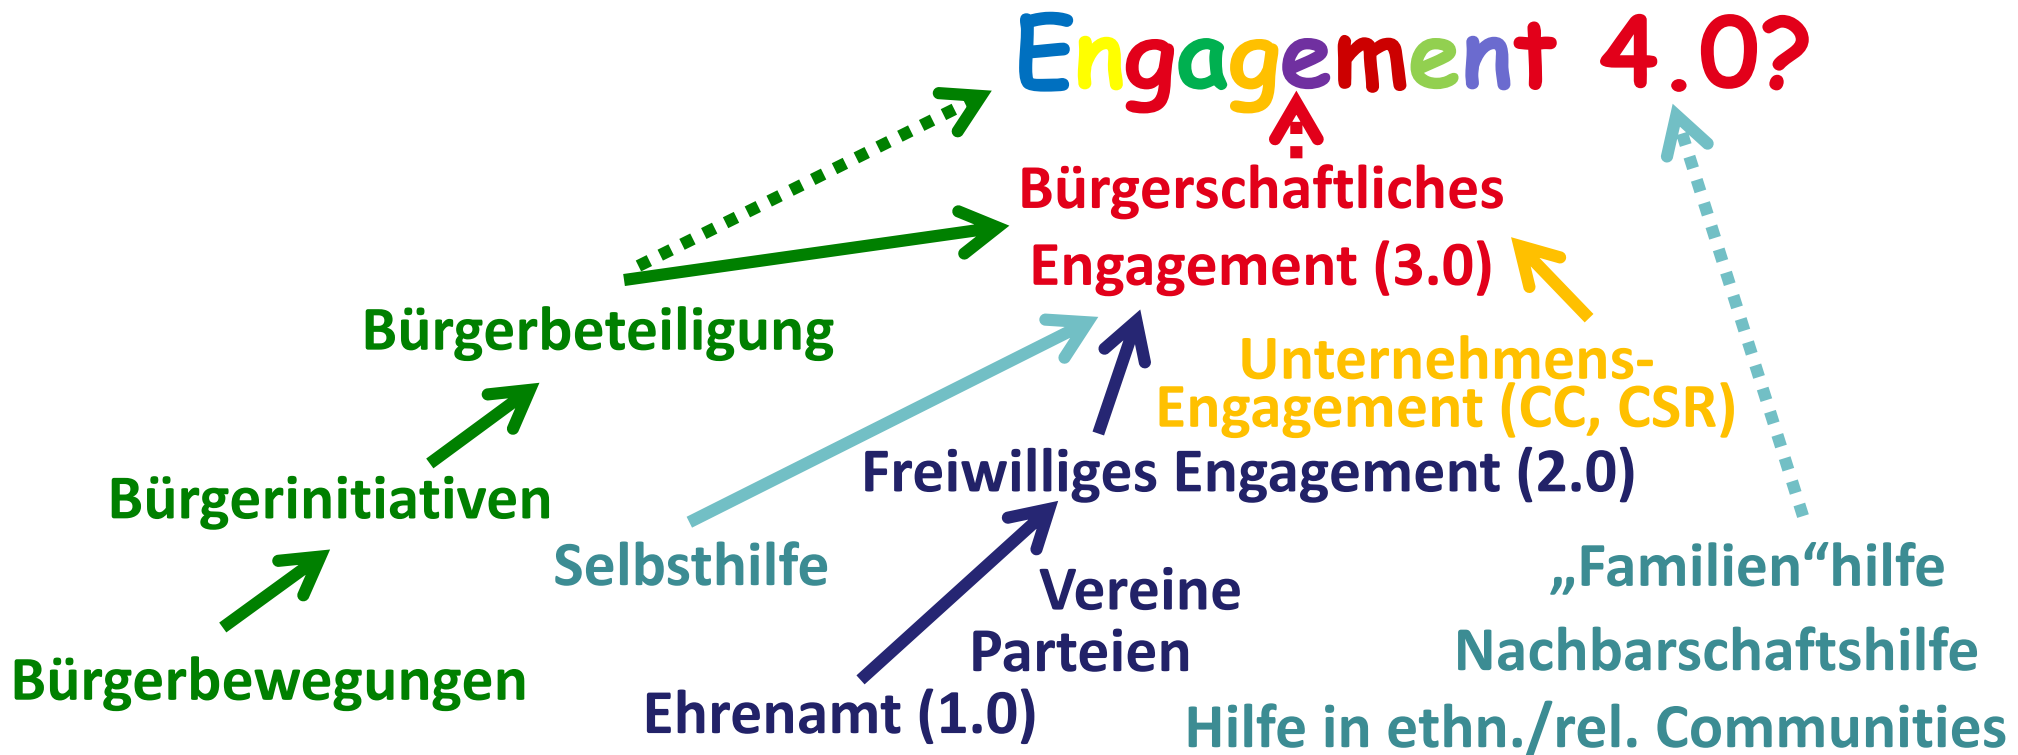 Engagement 4.0?
Bürgerschaftliches
Engagement (3.0)
Bürgerbeteiligung
Unternehmens-
Engagement (CC, CSR)
Freiwilliges Engagement (2.0)
Bürgerinitiativen
Selbsthilfe
„Familien“hilfe
Vereine
Parteien
Nachbarschaftshilfe
Bürgerbewegungen
Ehrenamt (1.0)
Hilfe in ethn./rel. Communities